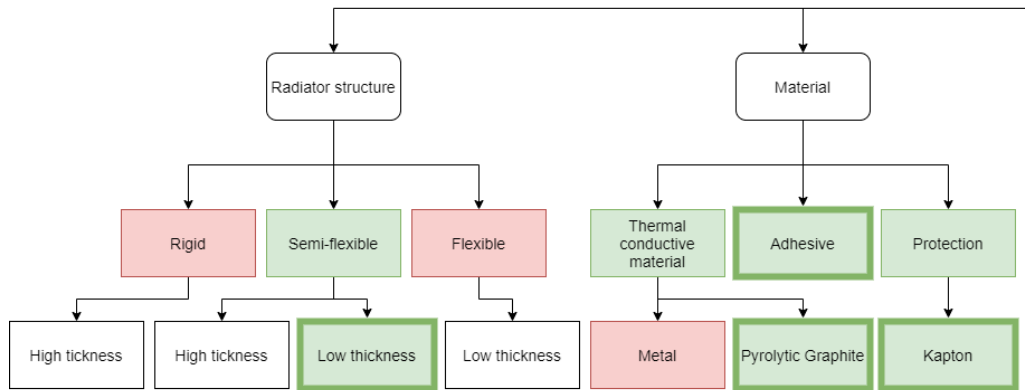 Radiator structure
Material
Rigid
Semi-flexible
Flexible
Thermal
conductive
material
Adhesive
Protection
High tickness
High tickness
Low thickness
Low thickness
Metal
Pyrolytic Graphite
Kapton